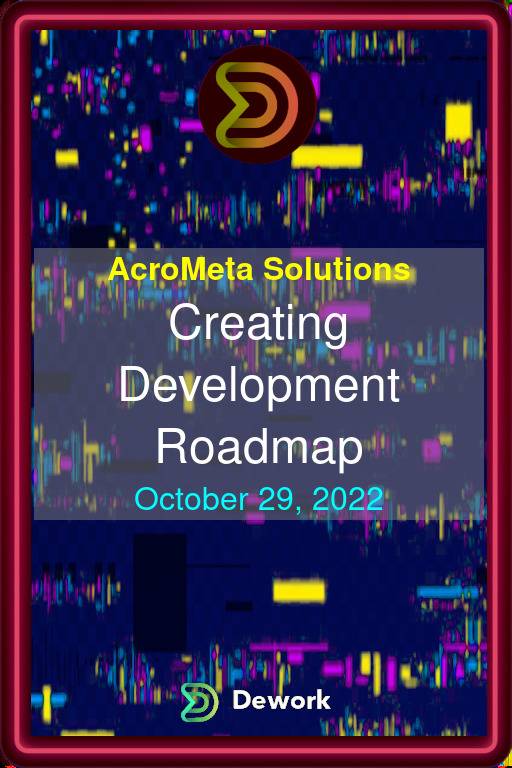 AcroMeta Solutions
Creating
Development
Roadmap
October 29, 2022
Dework